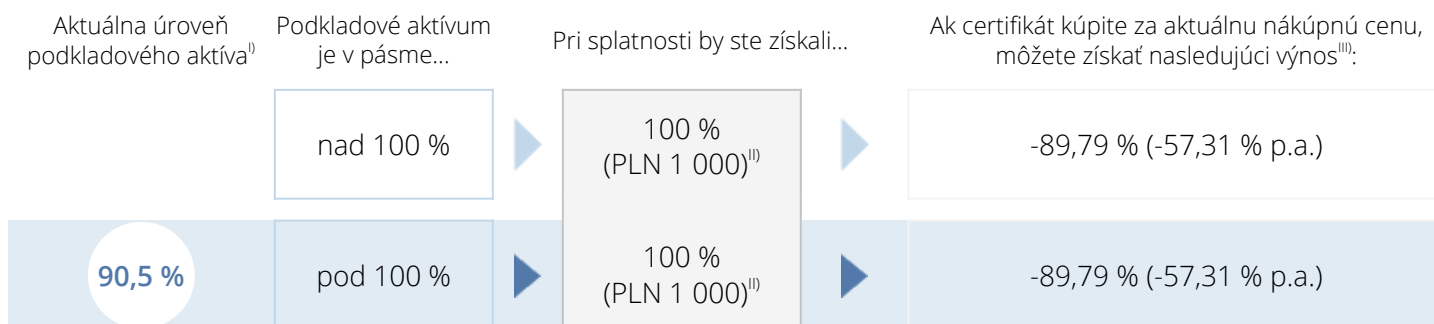 Aktuálna úroveň
podkladového aktíva I)
Podkladové aktívum
je v pásme...
Pri splatnosti by ste získali...
Ak certifikát kúpite za aktuálnu nákupnú cenu,
môžete získať nasledujúci výnos III):
nad 100 %
100 %
(PLN 1 000) II)
-89,79 % (-57,31 % p.a.)
90,5 %
pod 100 %
100 %
(PLN 1 000) II)
-89,79 % (-57,31 % p.a.)